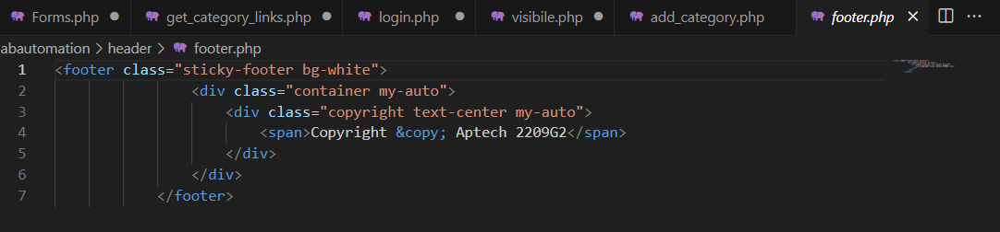 Forms.php get_category_links.php login.php visibile.php add_category.php footer.php
abautomation > header > footer.php
1 <footer class="sticky-footer bg-white">
2 <div class="container my-auto">
3 <div class="copyright text-center my-auto">
4 <span>Copyright &copy; Aptech 2209G2</span>
5 </div>
6 </div>
7 </footer>